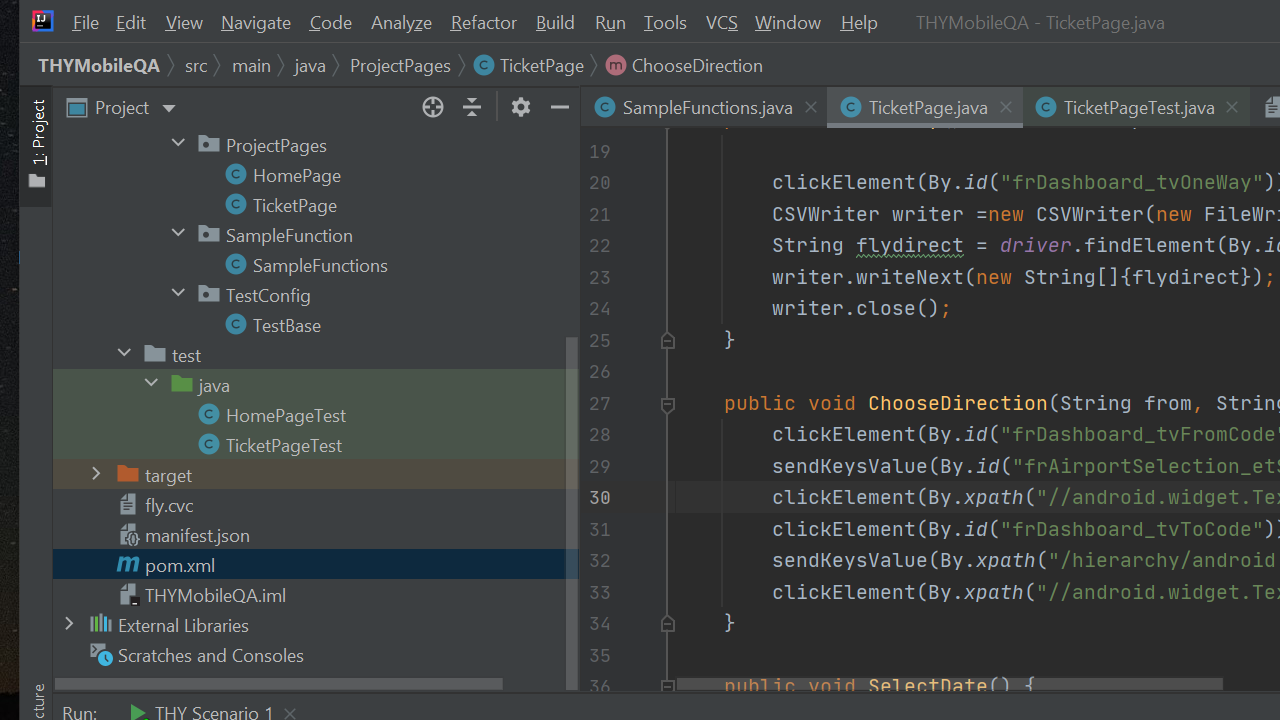 File Edit View Navigate Code Analyze Refactor Build Run Tools VCS Window Help THYMobileQA - TicketPage.java
THYMobileQA src main java ProjectPages TicketPage ChooseDirection
1: Project
Project
ProjectPages
HomePage
TicketPage
SampleFunction
SampleFunctions
TestConfig
TestBase
test
java
HomePageTest
TicketPageTest
target
fly.cvc
manifest.json
pom.xml
THYMobileQA.iml
External Libraries
Scratches and Consoles
SampleFunctions.java TicketPage.java TicketPageTest.java
19
20 clickElement(By.id("frDashboard_tvOneWay"))
21 CSVWriter writer =new CSVWriter(new FileWri
22 String flydirect = driver.findElement(By.id
23 writer.writeNext(new String[]{flydirect});
24 writer.close();
25 }
26
27 public void ChooseDirection(String from, String
28 clickElement(By.id("frDashboard_tvFromCode"
29 sendKeysValue(By.id("frAirportSelection_etS
30 clickElement(By.xpath("//android.widget.Tex
31 clickElement(By.id("frDashboard_tvToCode"))
32 sendKeysValue(By.xpath("/hierarchy/android
33 clickElement(By.xpath("//android.widget.Tex
34 }
35
36 public void SelectDate() {
Run: THY Scenario 1